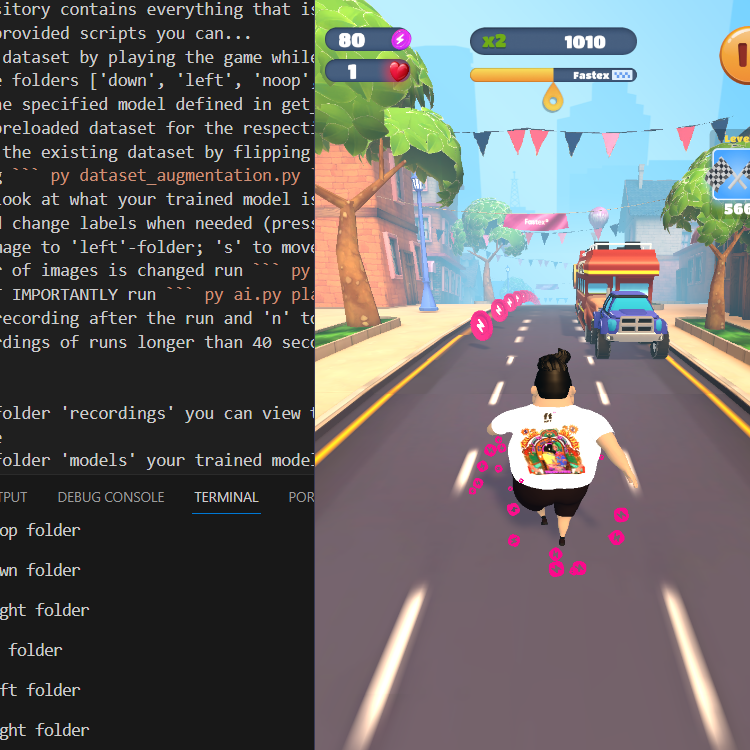 sitory contains everything that is
provided scripts you can...
dataset by playing the game while
e folders ['down', 'left', 'noop',
he specified model defined in get_
preloaded dataset for the respecti
the existing dataset by flipping
g ``` py dataset_augmentation.py `
look at what your trained model is
d change labels when needed (press
mage to 'left'-folder; 's' to move
r of images is changed run ``` py
T IMPORTANTLY run ``` py ai.py pla
recording after the run and 'n' to
rdings of runs longer than 40 seco
folder 'recordings' you can view t
e
folder 'models' your trained model
TPUT DEBUG CONSOLE TERMINAL POR
op folder
wn folder
ght folder
folder
ft folder
ght folder
80
1
x2 1010
Fastex
Level
566
Fastex